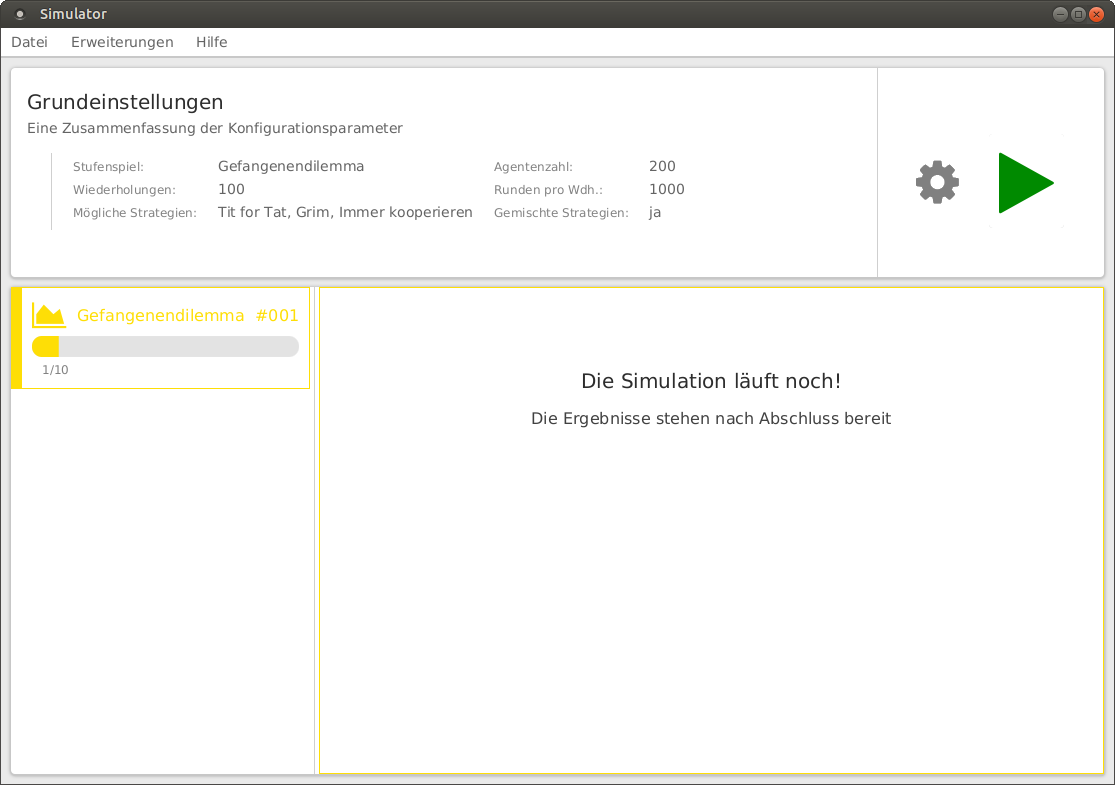 Simulator
Datei Erweiterungen Hilfe
Grundeinstellungen
Eine Zusammenfassung der Konfigurationsparameter
Stufenspiel: Gefangenendilemma Agentenzahl: 200
Wiederholungen: 100 Runden pro Wdh.: 1000
Mögliche Strategien: Tit for Tat, Grim, Immer kooperieren Gemischte Strategien: ja
Gefangenendilemma #001
1/10
Die Simulation läuft noch!
Die Ergebnisse stehen nach Abschluss bereit